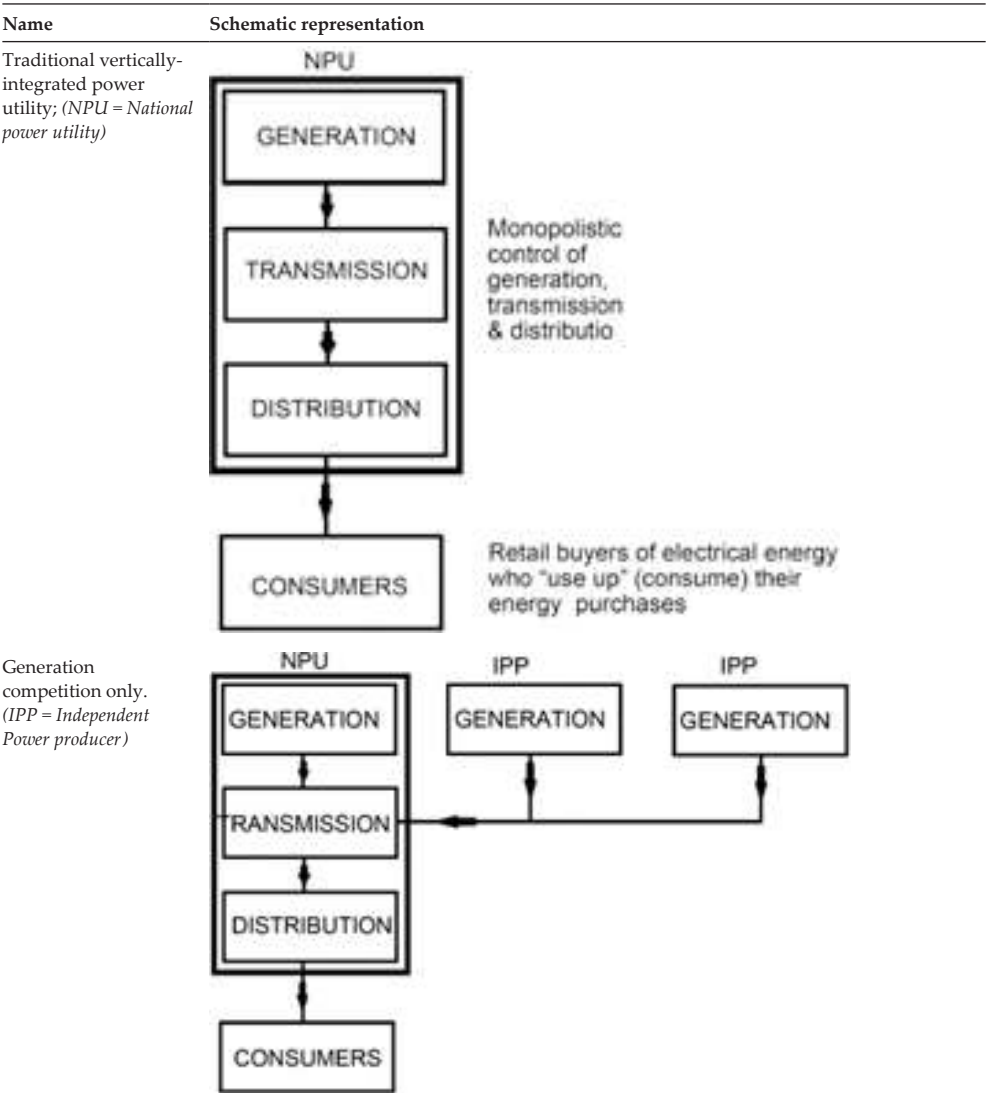 Name Schematic representation
Traditional vertically-
integrated power
utility; (NPU = National
power utility)
NPU
GENERATION
TRANSMISSION
DISTRIBUTION
CONSUMERS
Monopolistic
control of
generation,
transmission
& distributio
Retail buyers of electrical energy
who "use up" (consume) their
energy purchases
Generation
competition only.
(IPP = Independent
Power producer)
NPU IPP IPP
GENERATION GENERATION GENERATION
TRANSMISSION
DISTRIBUTION
CONSUMERS